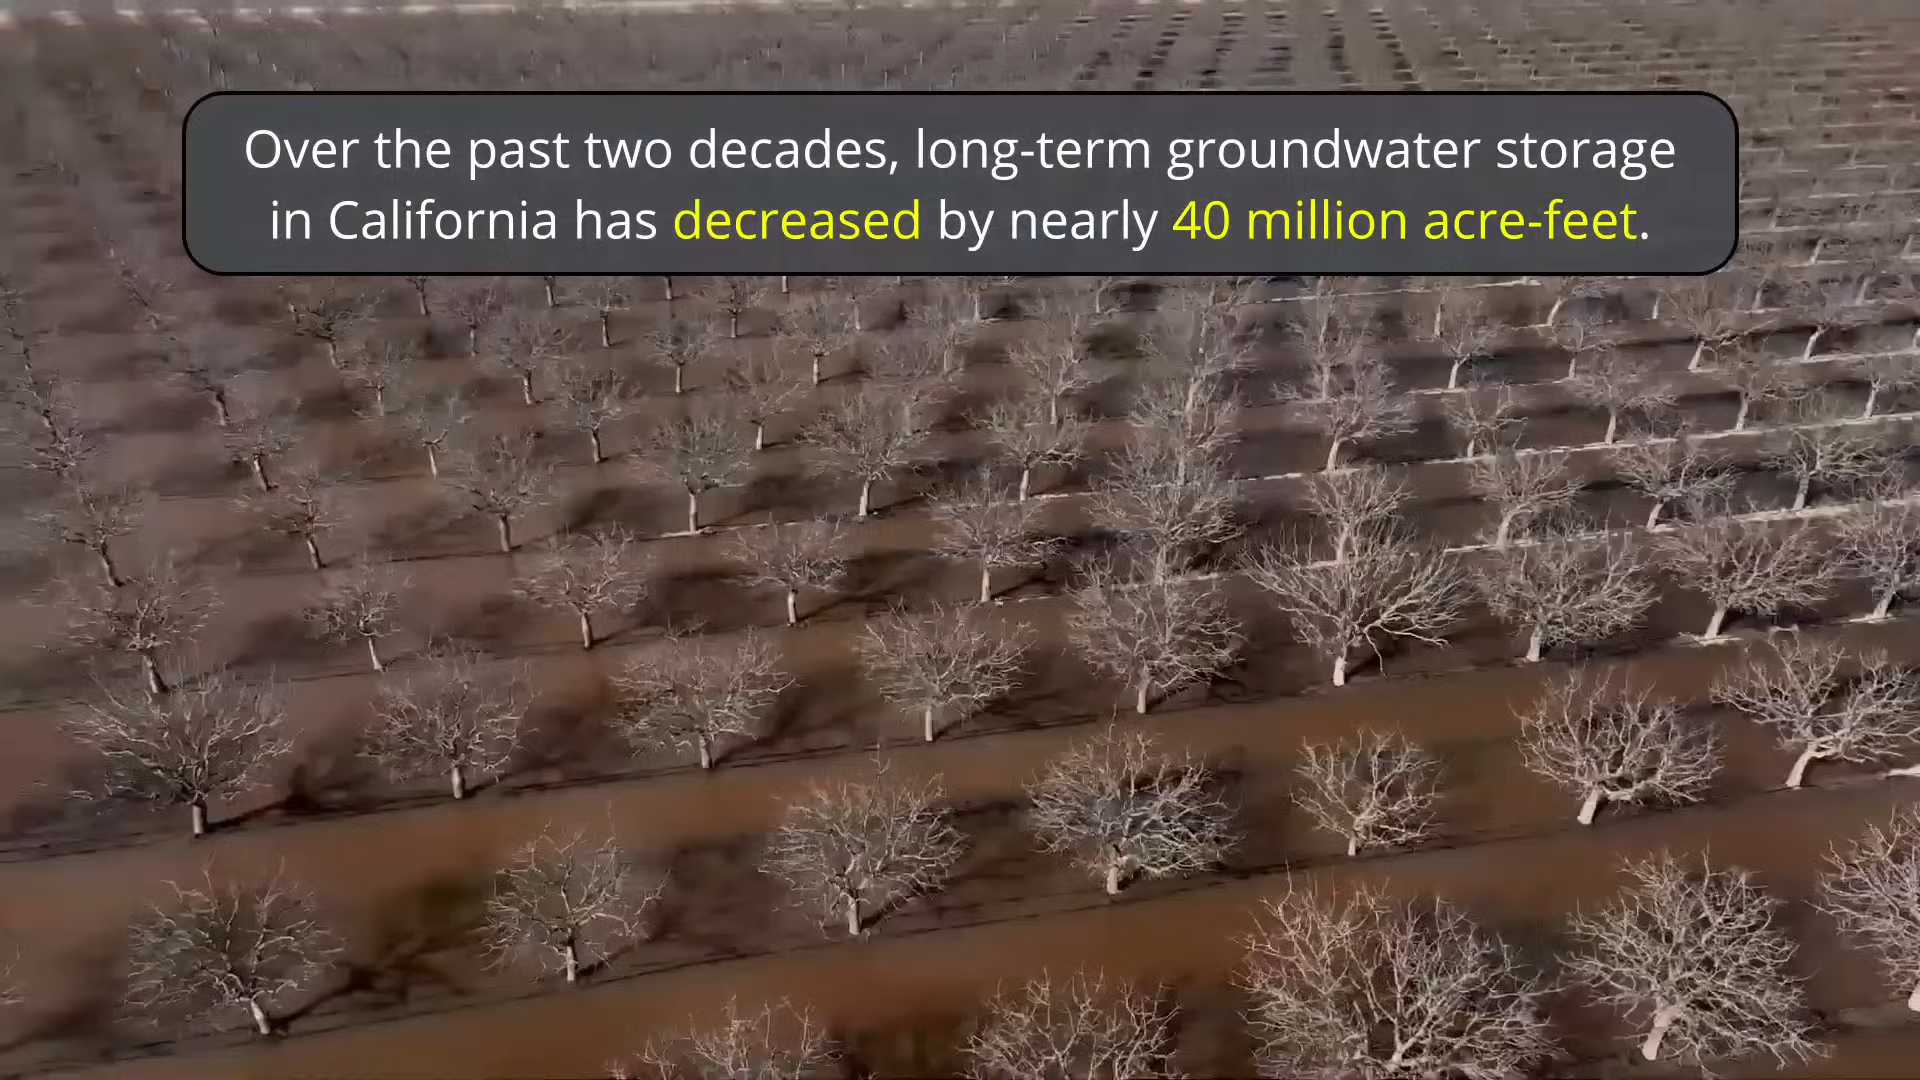 Over the past two decades, long-term groundwater storage
in California has decreased by nearly 40 million acre-feet.